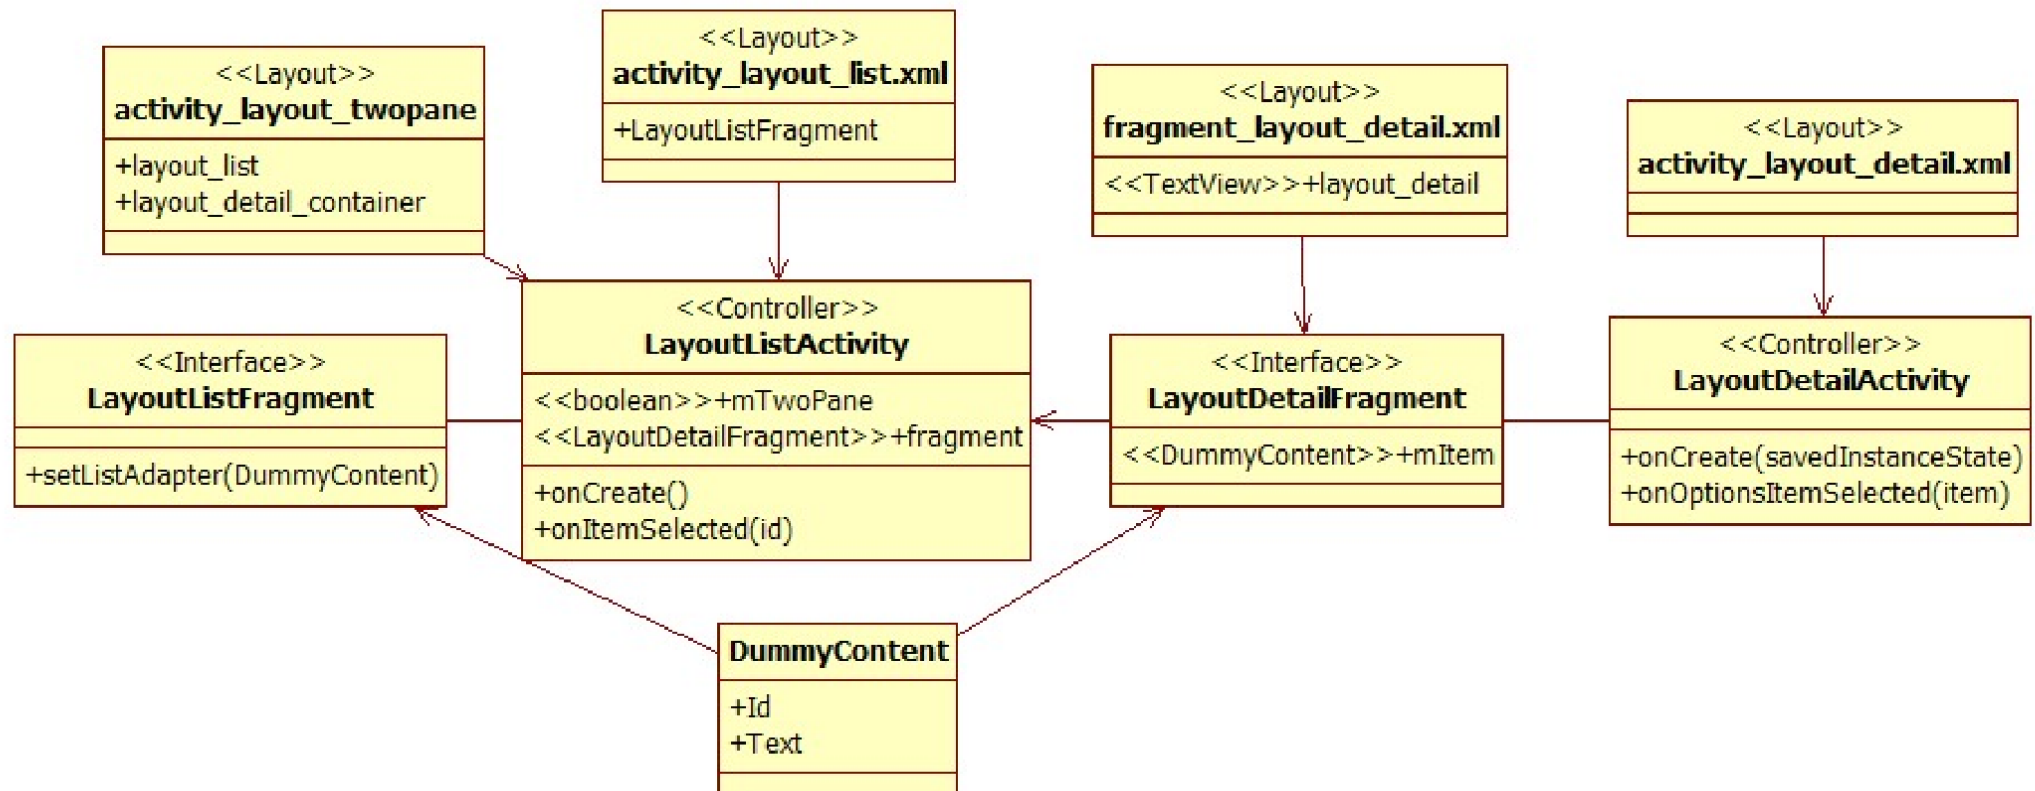 <<Layout>>
activity_layout_twopane
+layout_list
+layout_detail_container
<<Layout>>
activity_layout_list.xml
+LayoutListFragment
<<Layout>>
fragment_layout_detail.xml
<<TextView>>+layout_detail
<<Layout>>
activity_layout_detail.xml
<<Interface>>
LayoutListFragment
+setListAdapter(DummyContent)
<<Controller>>
LayoutListActivity
<<boolean>>+mTwoPane
<<LayoutDetailFragment>>+fragment
+onCreate()
+onItemSelected(id)
<<Interface>>
LayoutDetailFragment
<<DummyContent>>+mItem
<<Controller>>
LayoutDetailActivity
+onCreate(savedInstanceState)
+onOptionsItemSelected(item)
DummyContent
+Id
+Text